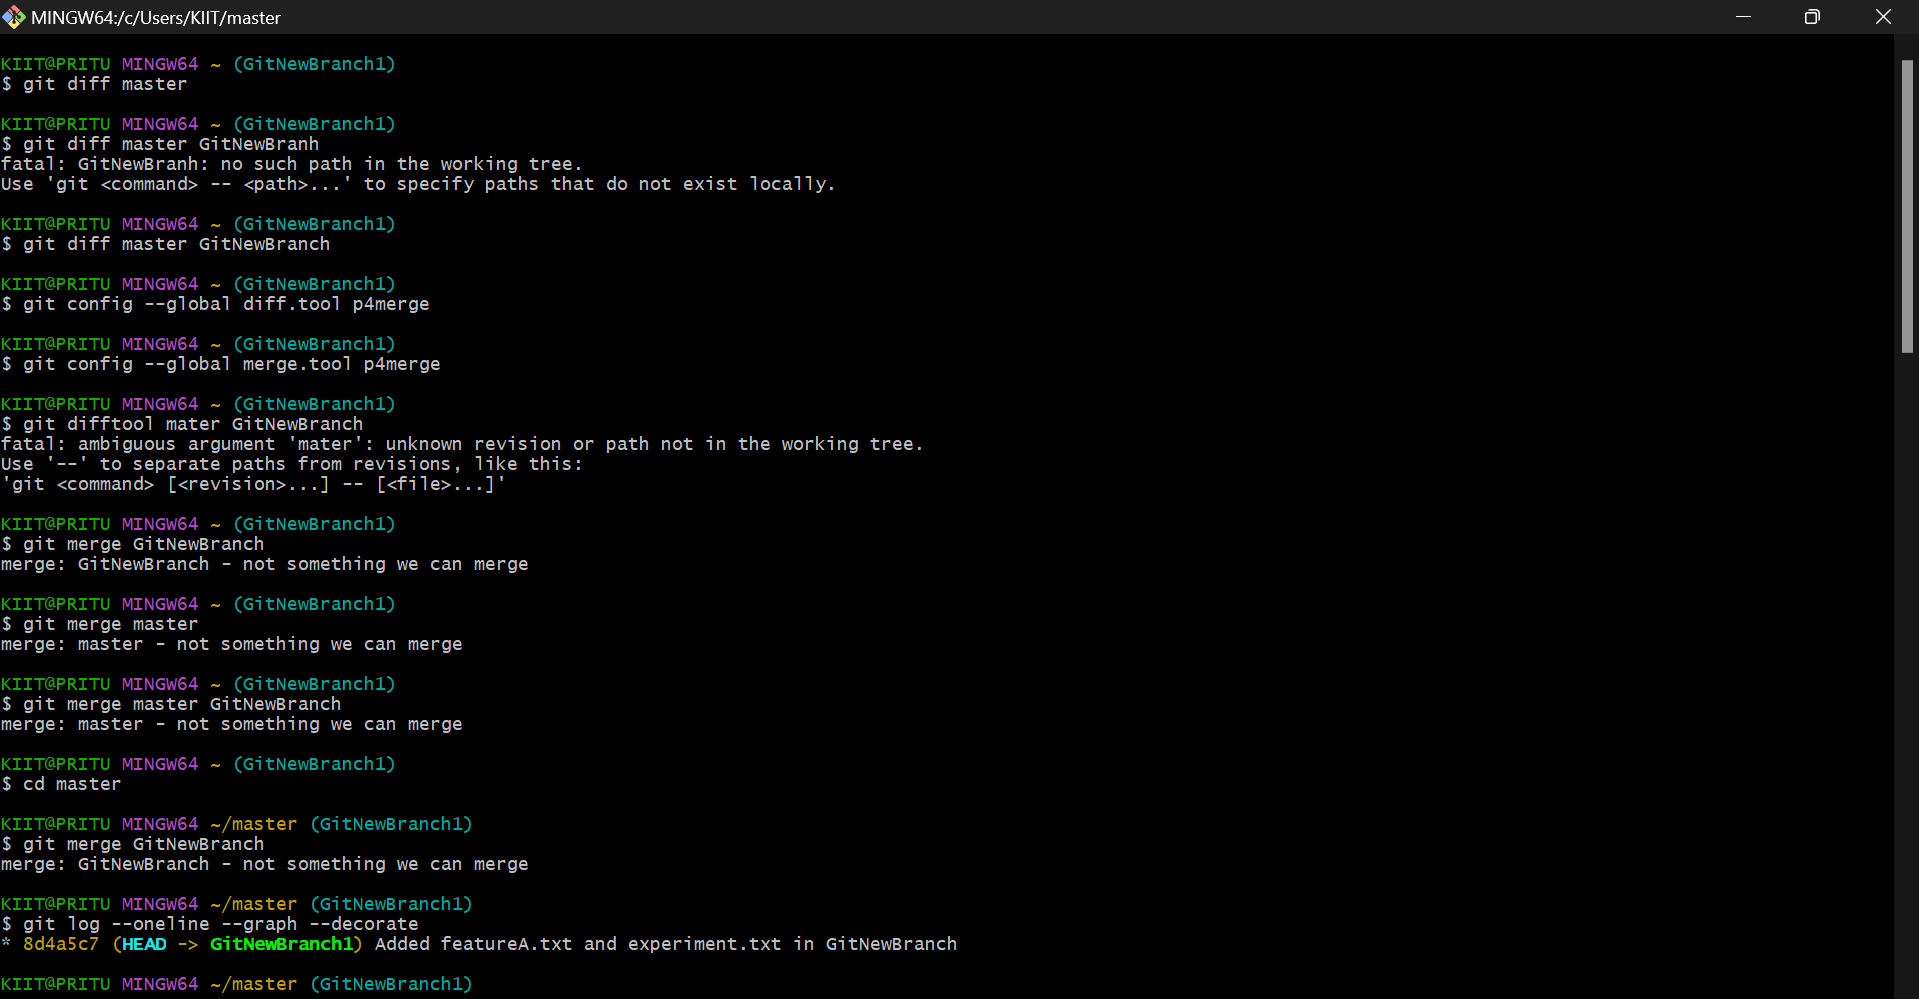 MINGW64:/c/Users/KIIT/master
KIIT@PRITU MINGW64 ~ (GitNewBranch1)
$ git diff master
KIIT@PRITU MINGW64 ~ (GitNewBranch1)
$ git diff master GitNewBranh
fatal: GitNewBranh: no such path in the working tree.
Use 'git <command> -- <path>...' to specify paths that do not exist locally.
KIIT@PRITU MINGW64 ~ (GitNewBranch1)
$ git diff master GitNewBranch
KIIT@PRITU MINGW64 ~ (GitNewBranch1)
$ git config --global diff.tool p4merge
KIIT@PRITU MINGW64 ~ (GitNewBranch1)
$ git config --global merge.tool p4merge
KIIT@PRITU MINGW64 ~ (GitNewBranch1)
$ git difftool mater GitNewBranch
fatal: ambiguous argument 'mater': unknown revision or path not in the working tree.
Use '--' to separate paths from revisions, like this:
'git <command> [<revision>...] -- [<file>...]'
KIIT@PRITU MINGW64 ~ (GitNewBranch1)
$ git merge GitNewBranch
merge: GitNewBranch - not something we can merge
KIIT@PRITU MINGW64 ~ (GitNewBranch1)
$ git merge master
merge: master - not something we can merge
KIIT@PRITU MINGW64 ~ (GitNewBranch1)
$ git merge master GitNewBranch
merge: master - not something we can merge
KIIT@PRITU MINGW64 ~ (GitNewBranch1)
$ cd master
KIIT@PRITU MINGW64 ~/master (GitNewBranch1)
$ git merge GitNewBranch
merge: GitNewBranch - not something we can merge
KIIT@PRITU MINGW64 ~/master (GitNewBranch1)
$ git log --oneline --graph --decorate
* 8d4a5c7 (HEAD -> GitNewBranch1) Added featureA.txt and experiment.txt in GitNewBranch
KIIT@PRITU MINGW64 ~/master (GitNewBranch1)